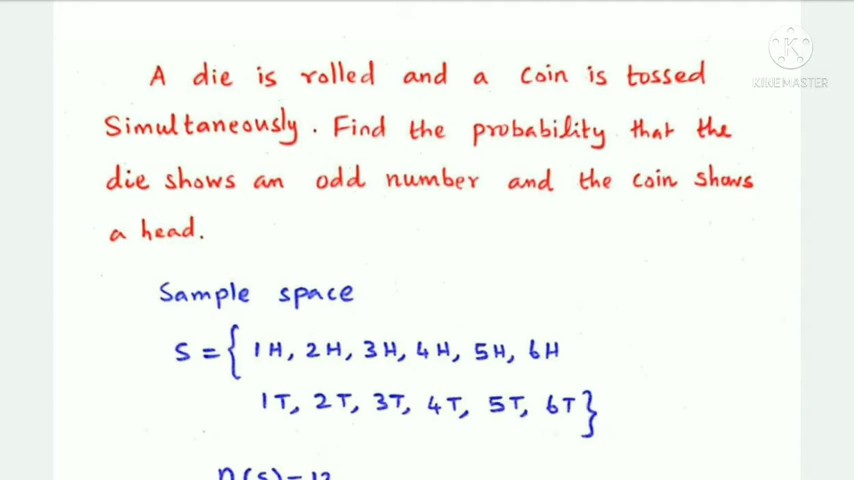 KINEMASTER
A die is rolled and a coin is tossed
Simultaneously. Find the probability that the
die shows an odd number and the coin shows
a head.
Sample space
S = { 1H, 2H, 3H, 4H, 5H, 6H
1T, 2T, 3T, 4T, 5T, 6T }
n(s) = 12